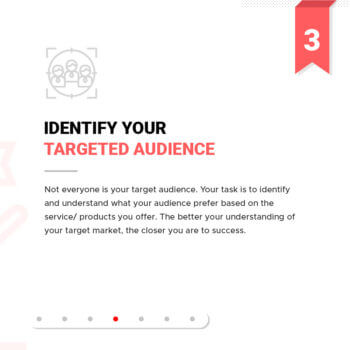 3
IDENTIFY YOUR
TARGETED AUDIENCE
Not everyone is your target audience. Your task is to identify
and understand what your audience prefer based on the
service/ products you offer. The better your understanding of
your target market, the closer you are to success.